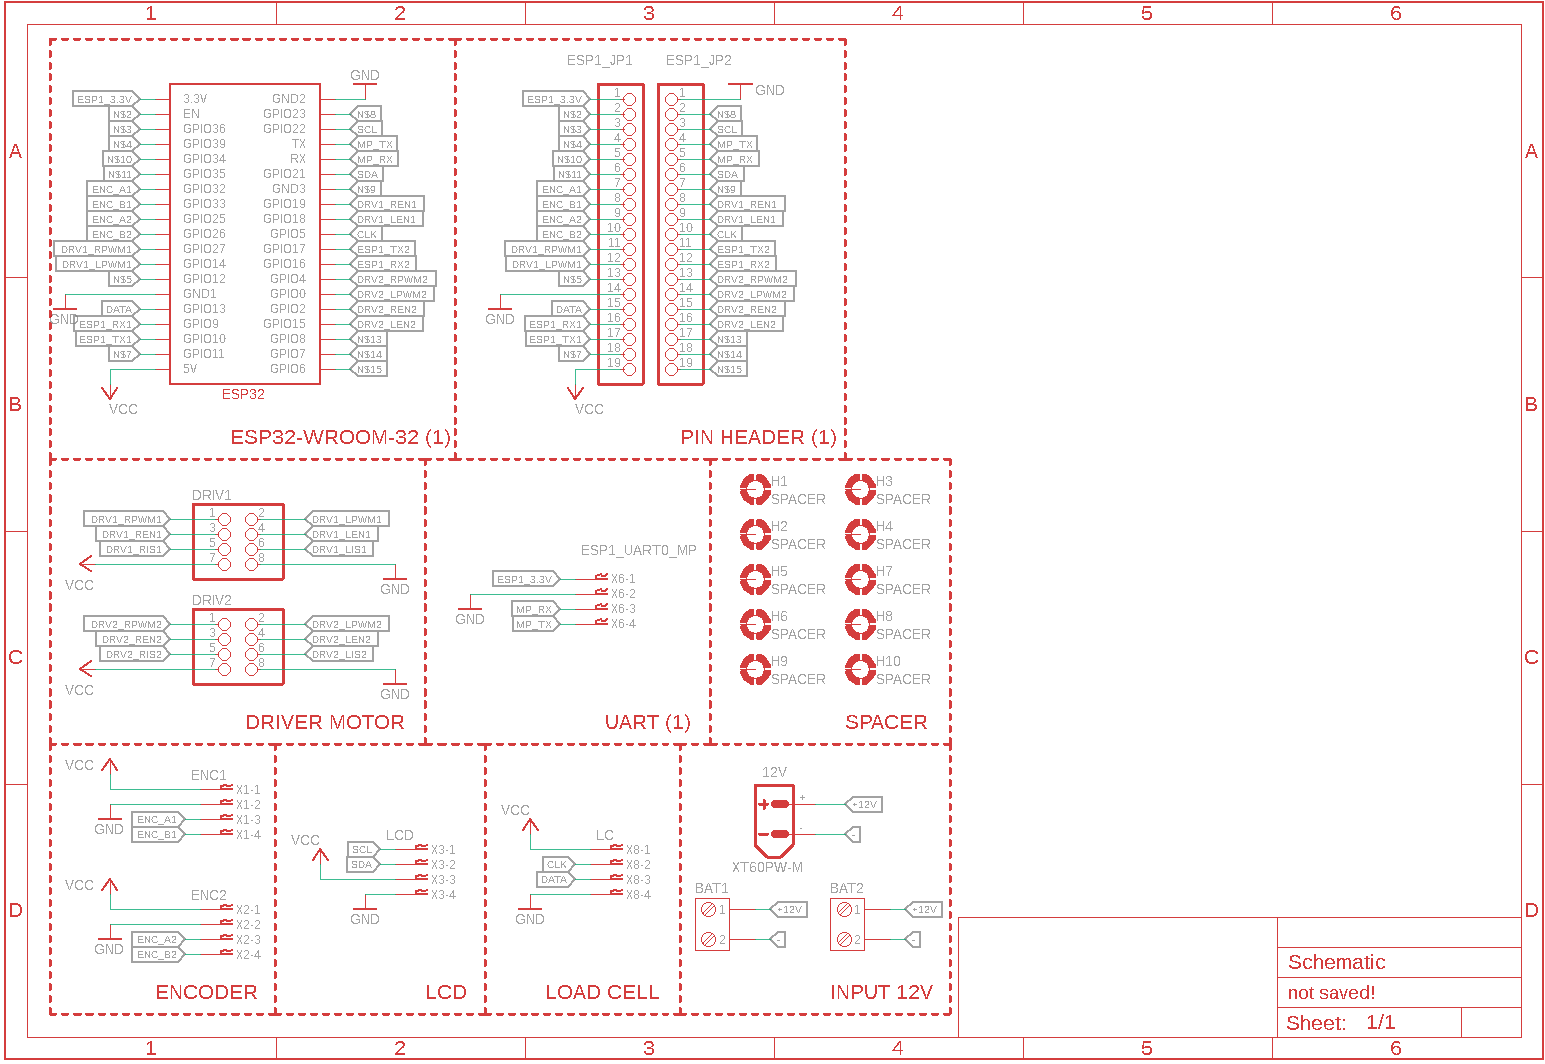 1 2 3 4 5 6
A A
B B
C C
D D
ESP1_3.3V 3.3V GND2 GND
N$2 EN GPIO23 N$8
N$3 GPIO36 GPIO22 SCL
N$4 GPIO39 TX MP_TX
N$10 GPIO34 RX MP_RX
N$11 GPIO35 GPIO21 SDA
ENC_A1 GPIO32 GND3 N$9
ENC_B1 GPIO33 GPIO19 DRV1_REN1
ENC_A2 GPIO25 GPIO18 DRV1_LEN1
ENC_B2 GPIO26 GPIO5 CLK
DRV1_RPWM1 GPIO27 GPIO17 ESP1_TX2
DRV1_LPWM1 GPIO14 GPIO16 ESP1_RX2
N$5 GPIO12 GPIO4 DRV2_RPWM2
GND GND1 GPIO0 DRV2_LPWM2
DATA GPIO13 GPIO2 DRV2_REN2
ESP1_RX1 GPIO9 GPIO15 DRV2_LEN2
ESP1_TX1 GPIO10 GPIO8 N$13
N$7 GPIO11 GPIO7 N$14
5V GPIO6 N$15
VCC
ESP32
ESP32-WROOM-32 (1)
ESP1_JP1 ESP1_JP2
ESP1_3.3V 1 1 GND
N$2 2 2 N$8
N$3 3 3 SCL
N$4 4 4 MP_TX
N$10 5 5 MP_RX
N$11 6 6 SDA
ENC_A1 7 7 N$9
ENC_B1 8 8 DRV1_REN1
ENC_A2 9 9 DRV1_LEN1
ENC_B2 10 10 CLK
DRV1_RPWM1 11 11 ESP1_TX2
DRV1_LPWM1 12 12 ESP1_RX2
N$5 13 13 DRV2_RPWM2
GND 14 14 DRV2_LPWM2
DATA 15 15 DRV2_REN2
ESP1_RX1 16 16 DRV2_LEN2
ESP1_TX1 17 17 N$13
N$7 18 18 N$14
19 19 N$15
VCC
PIN HEADER (1)
DRIV1
DRV1_RPWM1 1 2 DRV1_LPWM1
DRV1_REN1 3 4 DRV1_LEN1
DRV1_RIS1 5 6 DRV1_LIS1
VCC 7 8 GND
DRIV2
DRV2_RPWM2 1 2 DRV2_LPWM2
DRV2_REN2 3 4 DRV2_LEN2
DRV2_RIS2 5 6 DRV2_LIS2
VCC 7 8 GND
DRIVER MOTOR
ESP1_UART0_MP
ESP1_3.3V X6-1
GND X6-2
MP_RX X6-3
MP_TX X6-4
UART (1)
H1 SPACER H3 SPACER
H2 SPACER H4 SPACER
H5 SPACER H7 SPACER
H6 SPACER H8 SPACER
H9 SPACER H10 SPACER
SPACER
VCC ENC1
X1-1
GND X1-2
ENC_A1 X1-3
ENC_B1 X1-4
VCC ENC2
X2-1
GND X2-2
ENC_A2 X2-3
ENC_B2 X2-4
ENCODER
VCC LCD
SCL X3-1
SDA X3-2
X3-3
GND X3-4
LCD
VCC LC
X8-1
CLK X8-2
DATA X8-3
GND X8-4
LOAD CELL
12V
+ + +12V
- - -
XT60PW-M
BAT1 BAT2
1 +12V 1 +12V
2 - 2 -
INPUT 12V
Schematic
not saved!
Sheet: 1/1
1 2 3 4 5 6